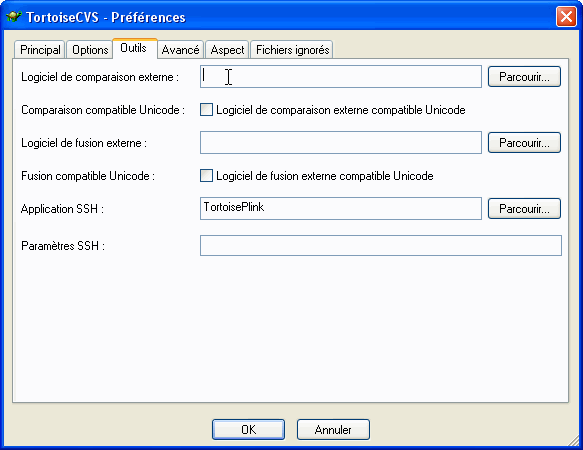 TortoiseCVS - Préférences
Principal Options Outils Avancé Aspect Fichiers ignorés
Logiciel de comparaison externe : Parcourir...
Comparaison compatible Unicode : Logiciel de comparaison externe compatible Unicode
Logiciel de fusion externe : Parcourir...
Fusion compatible Unicode : Logiciel de fusion externe compatible Unicode
Application SSH : TortoisePlink Parcourir...
Paramètres SSH :
OK Annuler